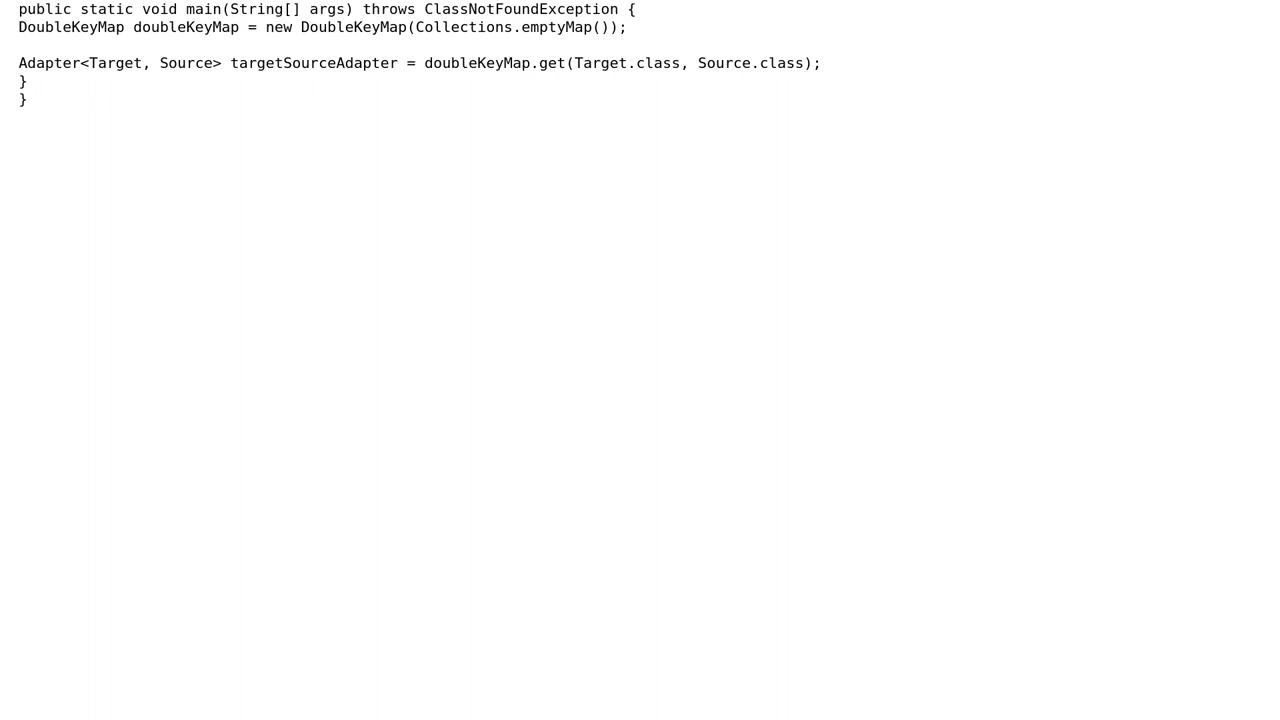 public static void main(String[] args) throws ClassNotFoundException {
DoubleKeyMap doubleKeyMap = new DoubleKeyMap(Collections.emptyMap());
Adapter<Target, Source> targetSourceAdapter = doubleKeyMap.get(Target.class, Source.class);
}
}